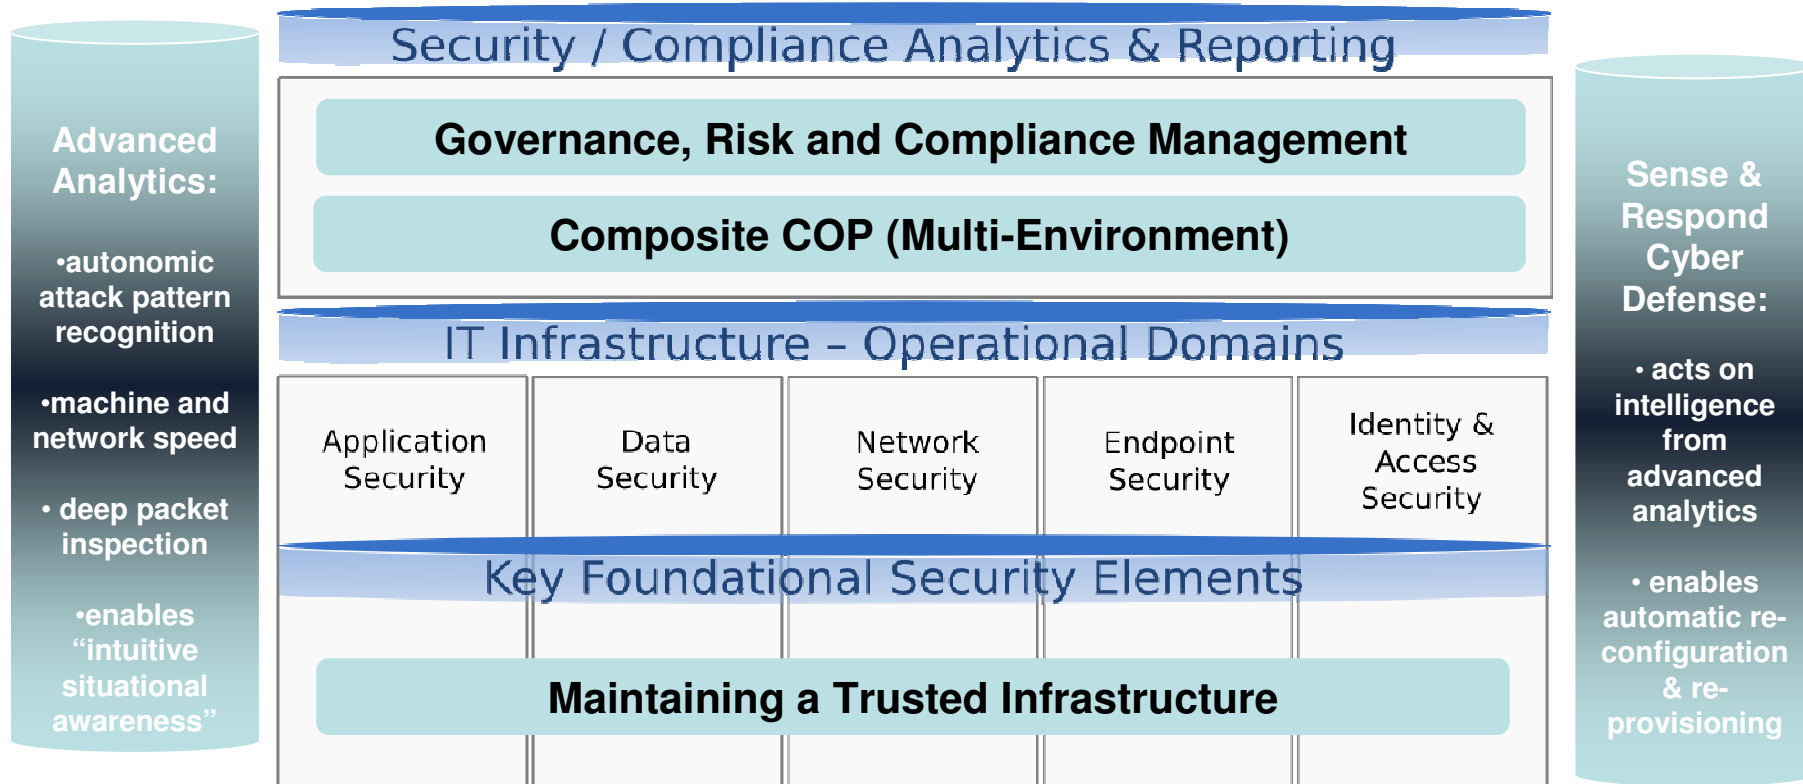 Advanced
Analytics:
•autonomic
attack pattern
recognition
•machine and
network speed
• deep packet
inspection
•enables
“intuitive
situational
awareness”
Security / Compliance Analytics & Reporting
Governance, Risk and Compliance Management
Composite COP (Multi-Environment)
IT Infrastructure – Operational Domains
Application
Security
Data
Security
Network
Security
Endpoint
Security
Identity &
Access
Security
Key Foundational Security Elements
Maintaining a Trusted Infrastructure
Sense &
Respond
Cyber
Defense:
• acts on
intelligence
from
advanced
analytics
• enables
automatic re-
configuration
& re-
provisioning